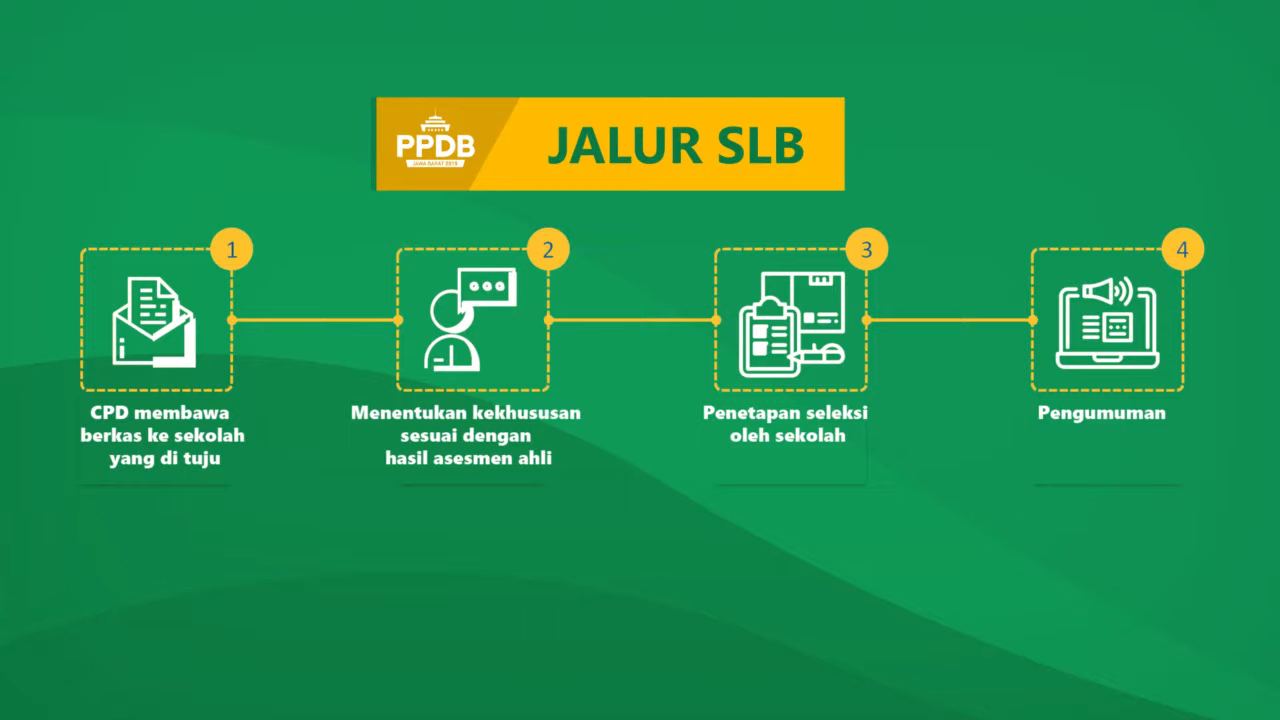 PPDB
JAWA BARAT 2019
JALUR SLB
1
2
3
4
CPD membawa
berkas ke sekolah
yang di tuju
Menentukan kekhususan
sesuai dengan
hasil asesmen ahli
Penetapan seleksi
oleh sekolah
Pengumuman